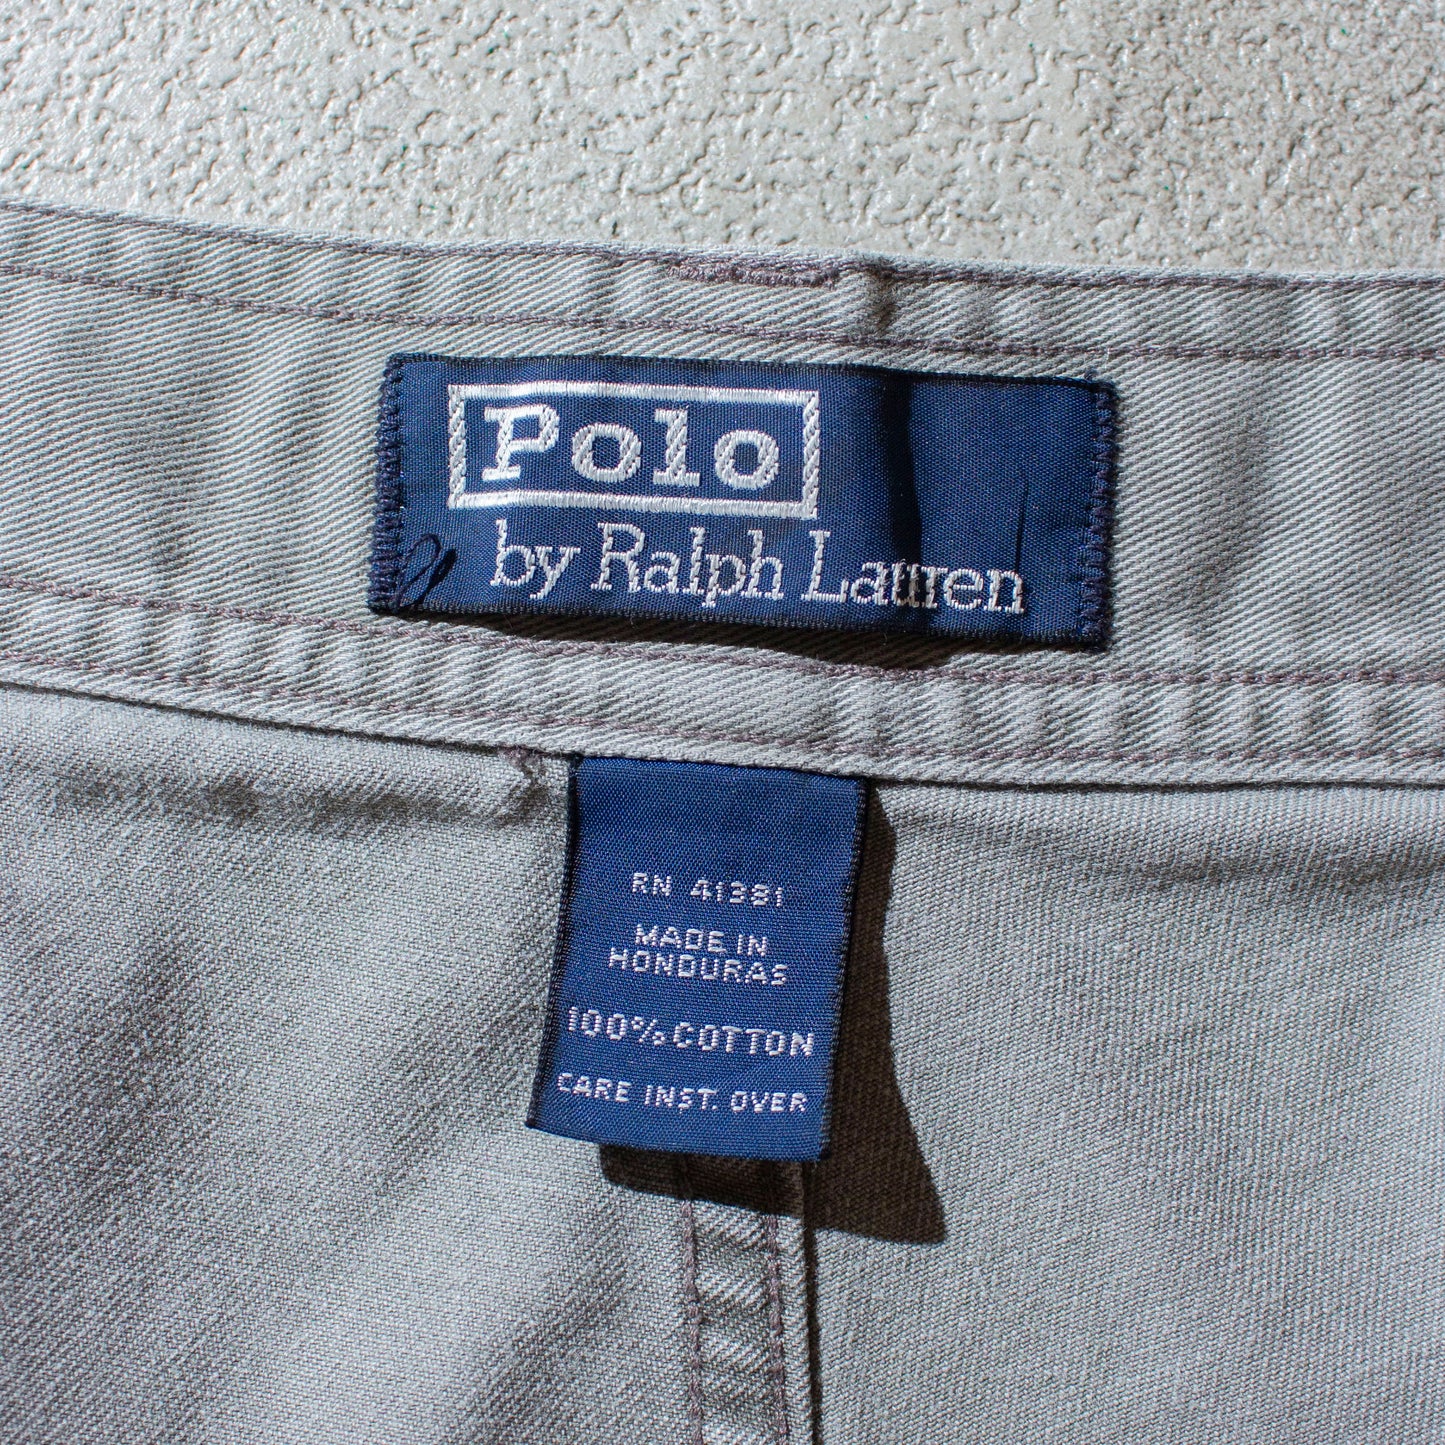 Polo
by Ralph Lauren
RN 41381
MADE IN
HONDURAS
100% COTTON
CARE INST. OVER